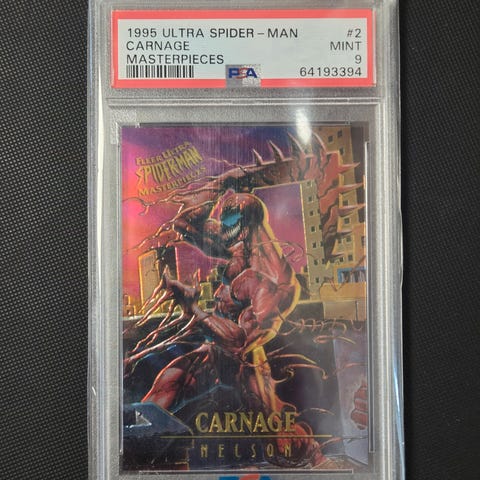 1995 ULTRA SPIDER-MAN #2
CARNAGE MINT
MASTERPIECES 9
PSA 64193394
FLEER ULTRA
SPIDER-MAN
MASTERPIECES
CARNAGE
NELSON